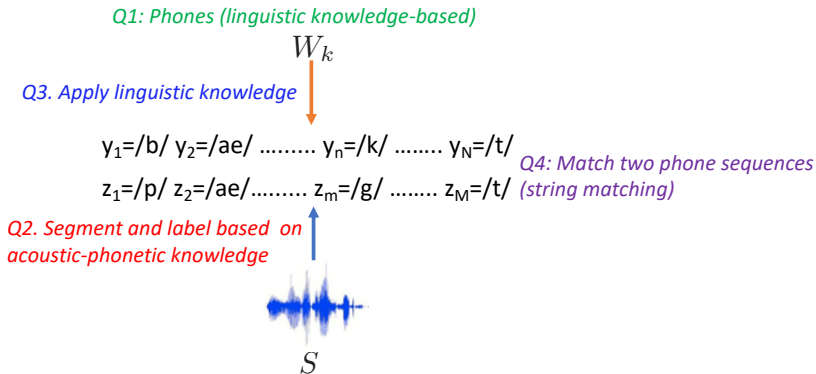 Q1: Phones (linguistic knowledge-based)
W_k
Q3. Apply linguistic knowledge
y_1=/b/ y_2=/ae/ ......... y_n=/k/ ........ y_N=/t/
Q4: Match two phone sequences
z_1=/p/ z_2=/ae/......... z_m=/g/ ........ z_M=/t/
(string matching)
Q2. Segment and label based on
acoustic-phonetic knowledge
S